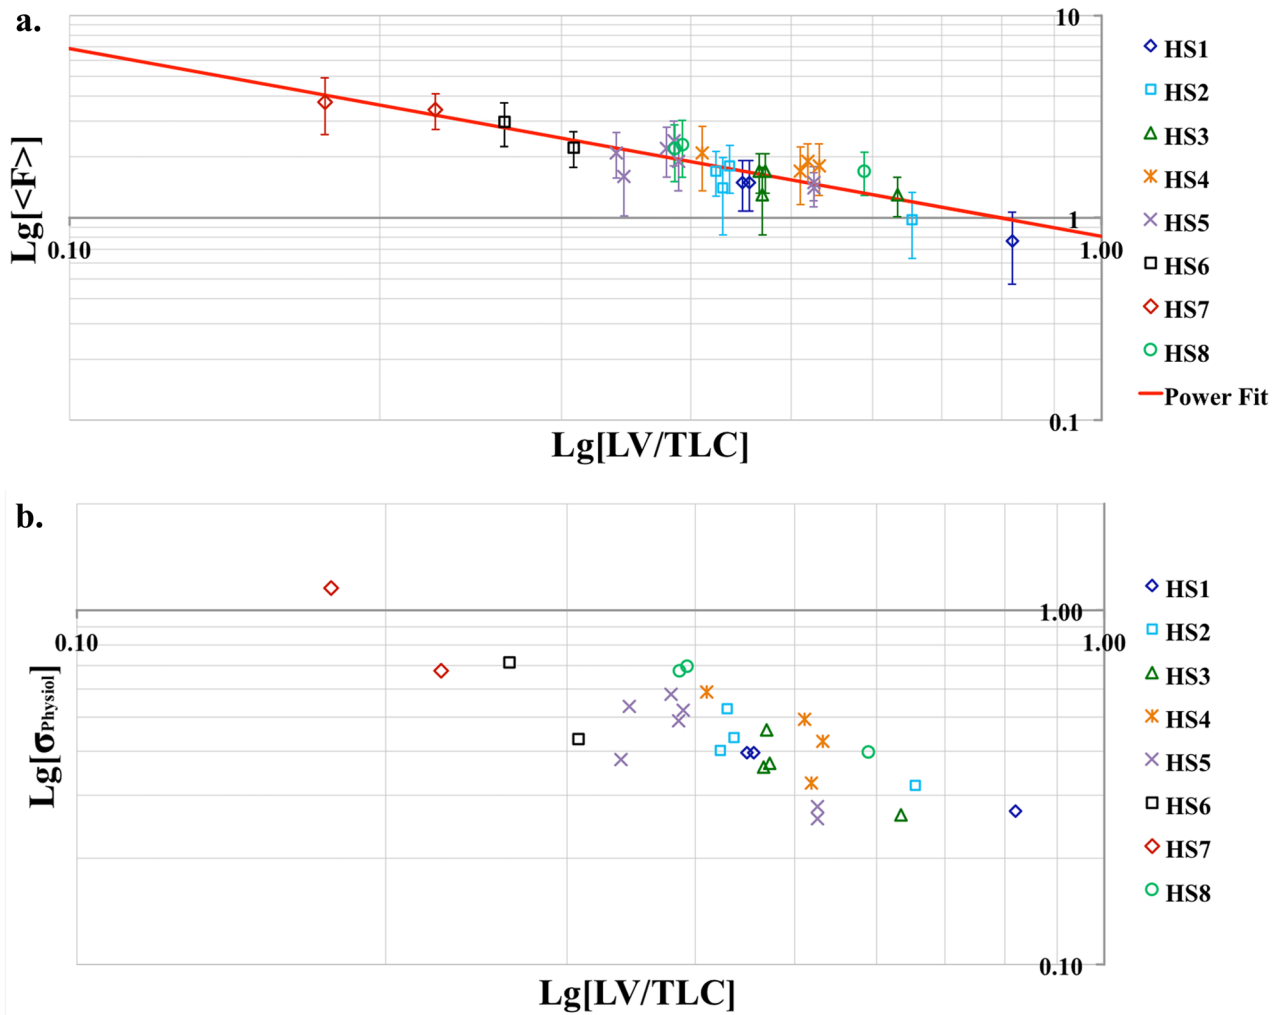 a.
10
Lg[<F>]
1
0.10
1.00
0.1
Lg[LV/TLC]
HS1
HS2
HS3
HS4
HS5
HS6
HS7
HS8
Power Fit
b.
1.00
0.10
1.00
Lg[σPhysiol]
0.10
Lg[LV/TLC]
HS1
HS2
HS3
HS4
HS5
HS6
HS7
HS8